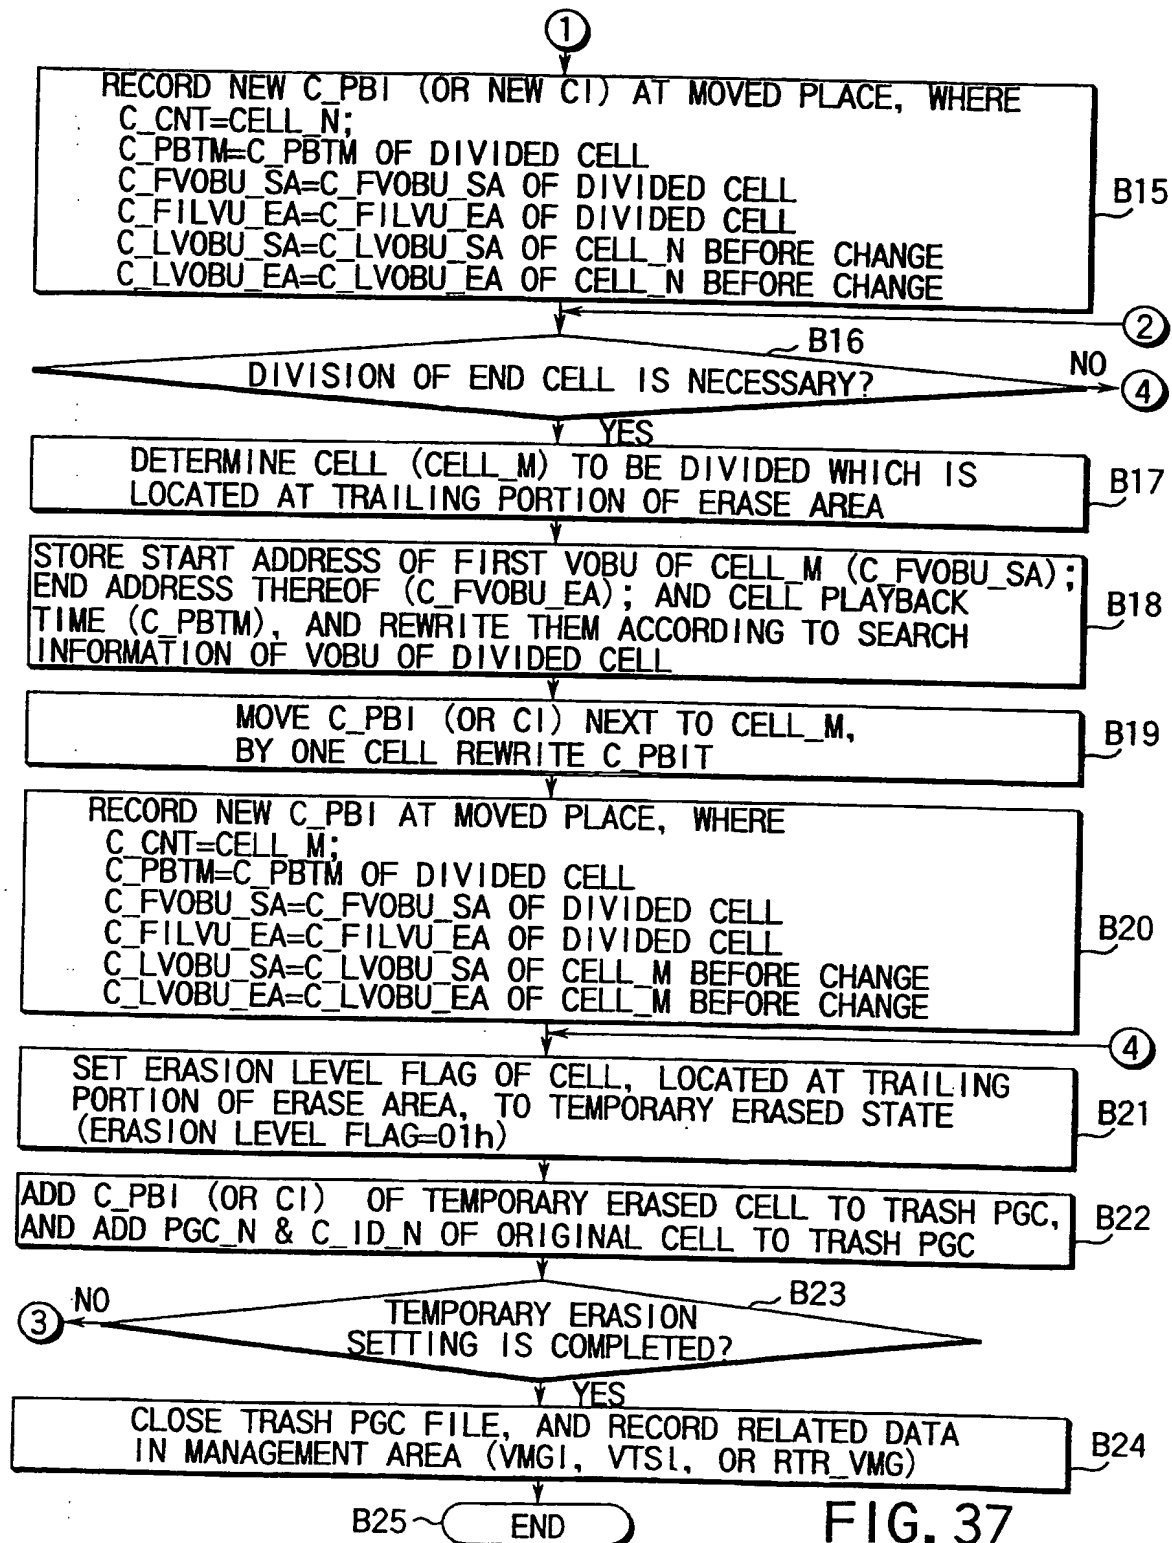 1
RECORD NEW C_PBI (OR NEW CI) AT MOVED PLACE, WHERE
C_CNT=CELL_N;
C_PBTM=C_PBTM OF DIVIDED CELL
C_FVOBU_SA=C_FVOBU_SA OF DIVIDED CELL
C_FILVU_EA=C_FILVU_EA OF DIVIDED CELL
C_LVOBU_SA=C_LVOBU_SA OF CELL_N BEFORE CHANGE
C_LVOBU_EA=C_LVOBU_EA OF CELL_N BEFORE CHANGE
B15
2
B16
DIVISION OF END CELL IS NECESSARY?
NO
4
YES
DETERMINE CELL (CELL_M) TO BE DIVIDED WHICH IS
LOCATED AT TRAILING PORTION OF ERASE AREA
B17
STORE START ADDRESS OF FIRST VOBU OF CELL_M (C_FVOBU_SA);
END ADDRESS THEREOF (C_FVOBU_EA); AND CELL PLAYBACK
TIME (C_PBTM), AND REWRITE THEM ACCORDING TO SEARCH
INFORMATION OF VOBU OF DIVIDED CELL
B18
MOVE C_PBI (OR CI) NEXT TO CELL_M,
BY ONE CELL REWRITE C_PBIT
B19
RECORD NEW C_PBI AT MOVED PLACE, WHERE
C_CNT=CELL_M;
C_PBTM=C_PBTM OF DIVIDED CELL
C_FVOBU_SA=C_FVOBU_SA OF DIVIDED CELL
C_FILVU_EA=C_FILVU_EA OF DIVIDED CELL
C_LVOBU_SA=C_LVOBU_SA OF CELL_M BEFORE CHANGE
C_LVOBU_EA=C_LVOBU_EA OF CELL_M BEFORE CHANGE
B20
4
SET ERASION LEVEL FLAG OF CELL, LOCATED AT TRAILING
PORTION OF ERASE AREA, TO TEMPORARY ERASED STATE
(ERASION LEVEL FLAG=01h)
B21
ADD C_PBI (OR CI) OF TEMPORARY ERASED CELL TO TRASH PGC,
AND ADD PGC_N & C_ID_N OF ORIGINAL CELL TO TRASH PGC
B22
B23
TEMPORARY ERASION
SETTING IS COMPLETED?
NO
3
YES
CLOSE TRASH PGC FILE, AND RECORD RELATED DATA
IN MANAGEMENT AREA (VMGI, VTSI, OR RTR_VMG)
B24
B25
END
FIG. 37